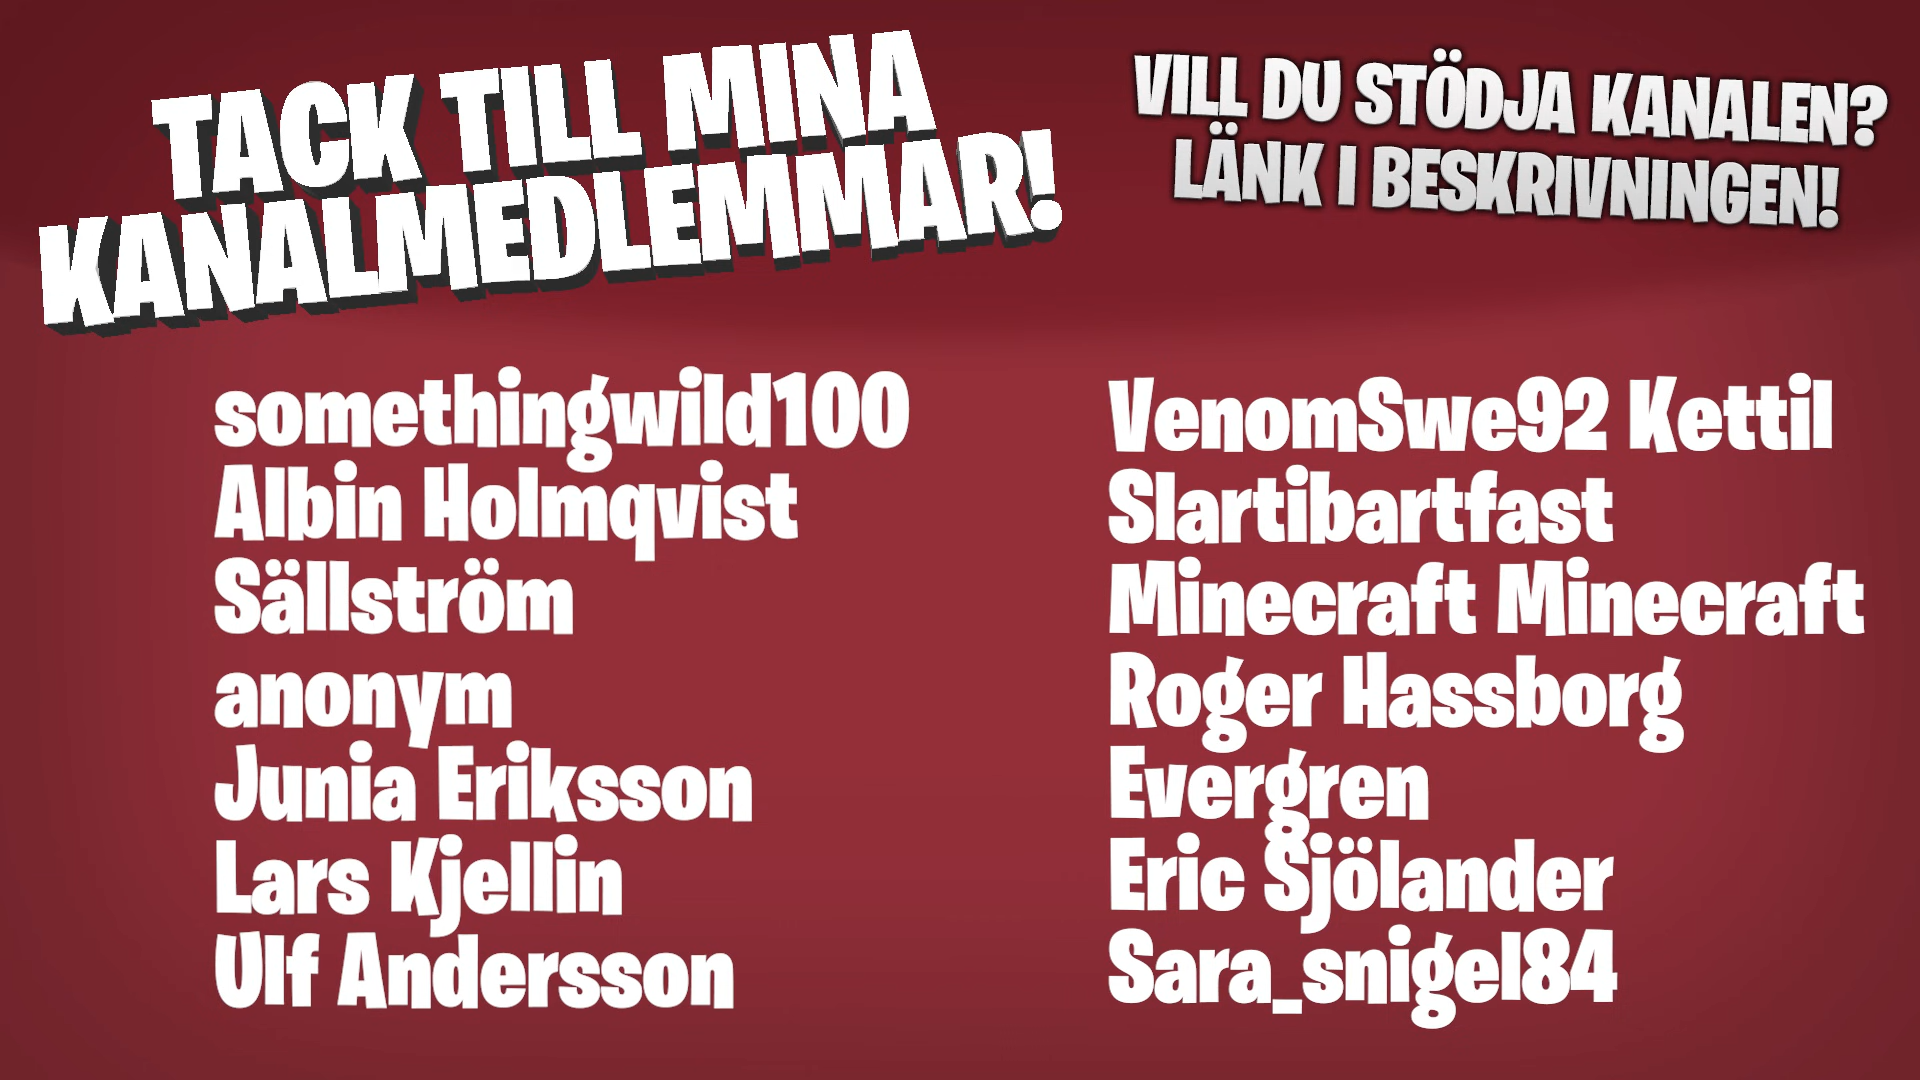 TACK TILL MINA
KANALMEDLEMMAR!
VILL DU STÖDJA KANALEN?
LÄNK I BESKRIVNINGEN!
somethingwild100
Albin Holmqvist
Sällström
anonym
Junia Eriksson
Lars Kjellin
Ulf Andersson
VenomSwe92 Kettil
Slartibartfast
Minecraft Minecraft
Roger Hassborg
Evergren
Eric Sjölander
Sara_snigel84